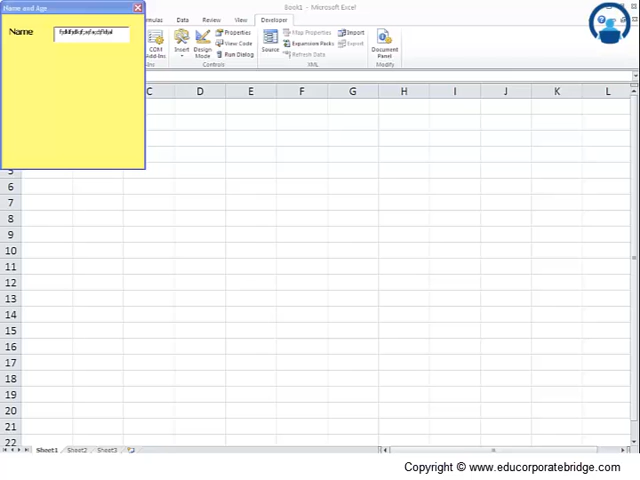 Name and Age
Book1 - Microsoft Excel
Data Review View Developer
Name
COM Add-Ins
Insert
Design Mode
Properties
View Code
Run Dialog
Controls
Source
Map Properties
Expansion Packs
Refresh Data
Import
Export
XML
Document Panel
Modify
C D E F G H I J K L
6
7
8
9
10
11
12
13
14
15
16
17
18
19
20
21
22
Sheet1 Sheet2 Sheet3
Copyright © www.educorporatebridge.com